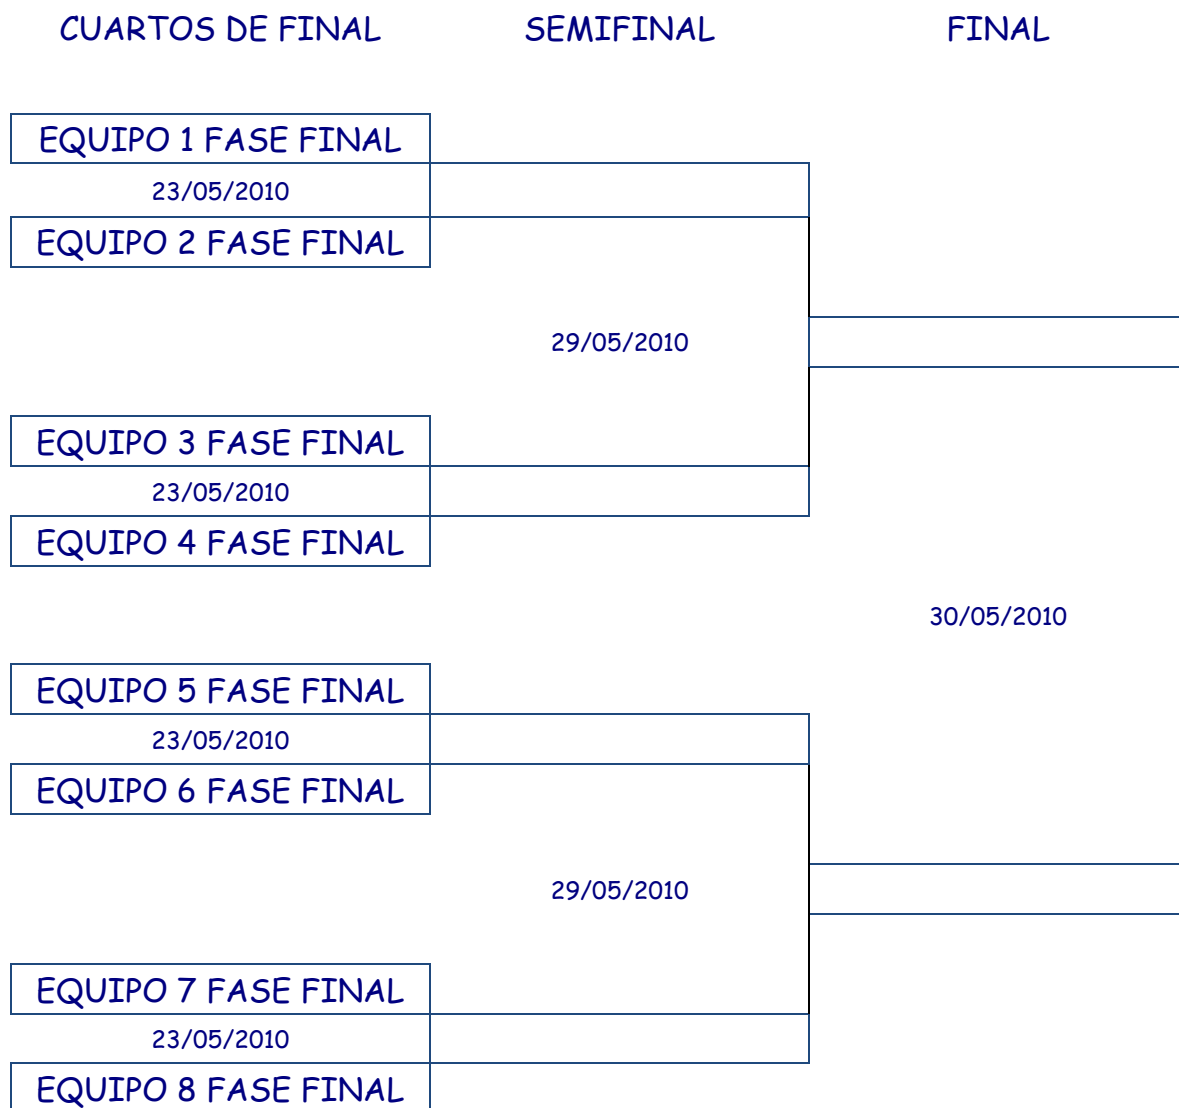 CUARTOS DE FINAL SEMIFINAL FINAL
EQUIPO 1 FASE FINAL
23/05/2010
EQUIPO 2 FASE FINAL
29/05/2010
EQUIPO 3 FASE FINAL
23/05/2010
EQUIPO 4 FASE FINAL
30/05/2010
EQUIPO 5 FASE FINAL
23/05/2010
EQUIPO 6 FASE FINAL
29/05/2010
EQUIPO 7 FASE FINAL
23/05/2010
EQUIPO 8 FASE FINAL